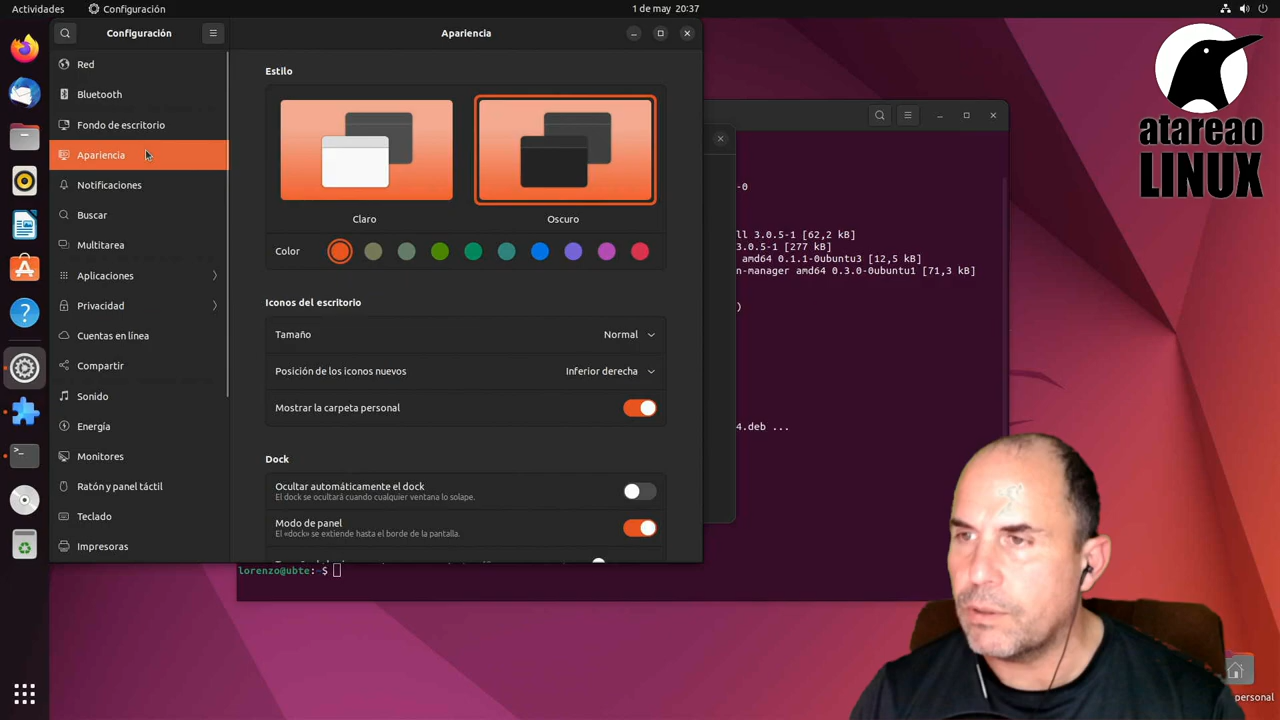 Actividades
Configuración
1 de may 20:37
Configuración
Apariencia
Red
Bluetooth
Fondo de escritorio
Apariencia
Notificaciones
Buscar
Multitarea
Aplicaciones
Privacidad
Cuentas en línea
Compartir
Sonido
Energía
Monitores
Ratón y panel táctil
Teclado
Impresoras
Estilo
Claro
Oscuro
Color
Iconos del escritorio
Tamaño
Normal
Posición de los iconos nuevos
Inferior derecha
Mostrar la carpeta personal
Dock
Ocultar automáticamente el dock
El dock se ocultará cuando cualquier ventana lo solape.
Modo de panel
El «dock» se extiende hasta el borde de la pantalla.
-0
ll 3.0.5-1 [62,2 kB]
3.0.5-1 [277 kB]
amd64 0.1.1-0ubuntu3 [12,5 kB]
n-manager amd64 0.3.0-0ubuntu1 [71,3 kB]
)
4.deb ...
lorenzo@ubte:~$
atareao
LINUX
personal